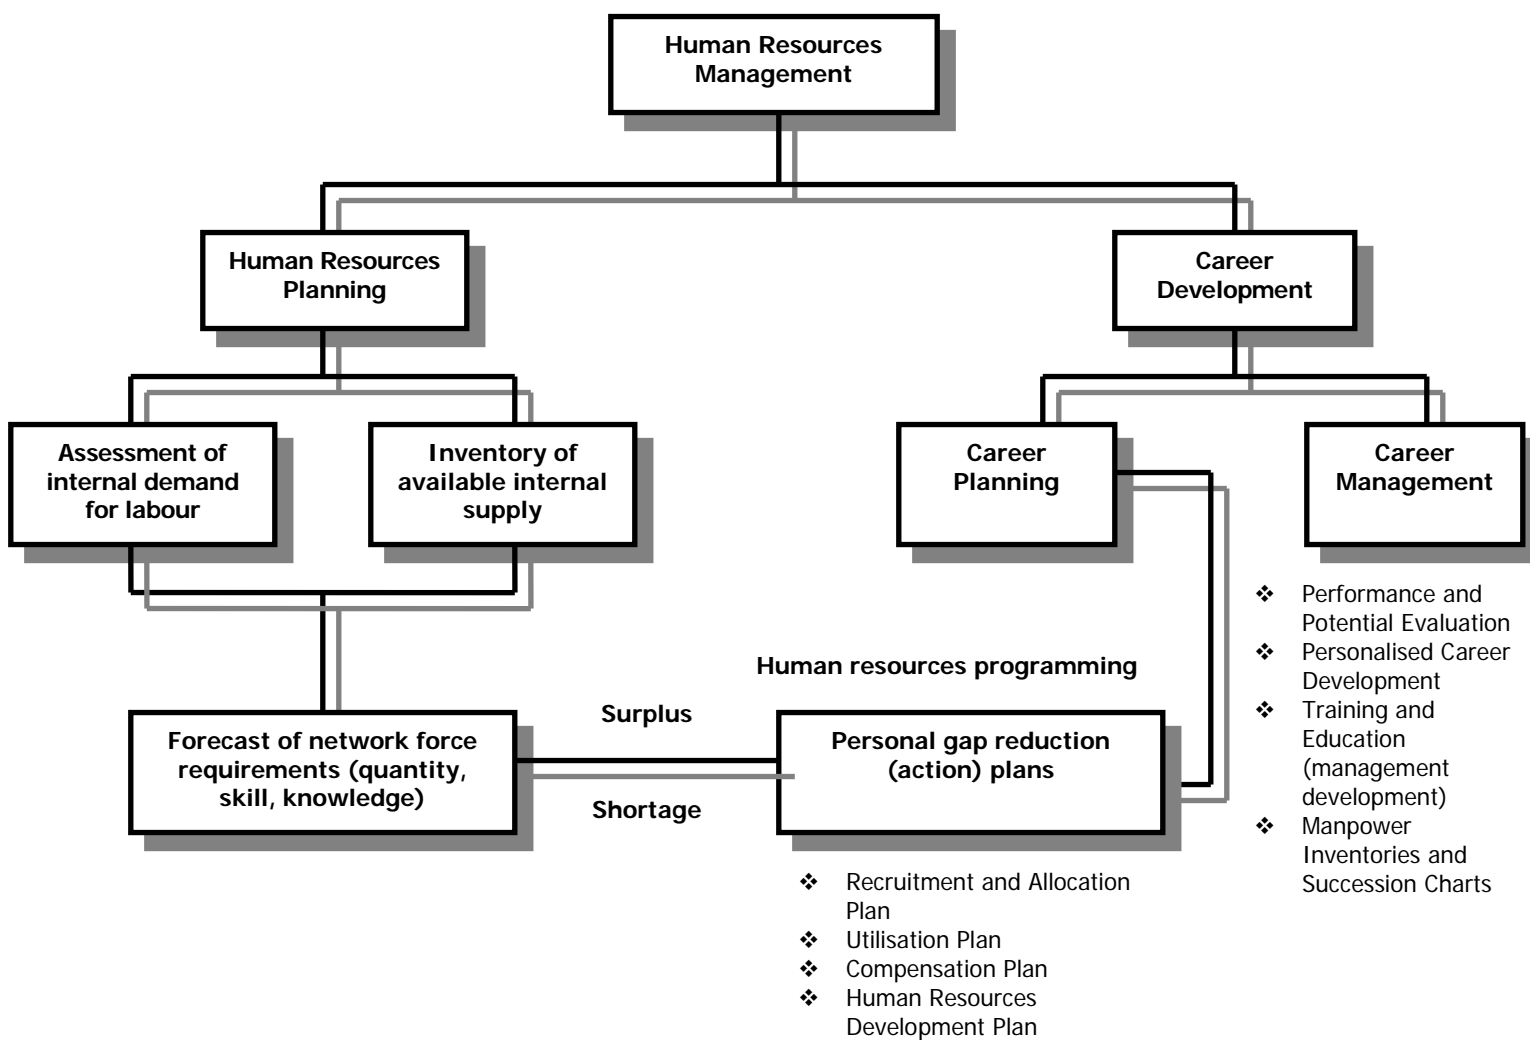 Human Resources
Management
Human Resources
Planning
Career
Development
Assessment of
internal demand
for labour
Inventory of
available internal
supply
Career
Planning
Career
Management
❖ Performance and
Potential Evaluation
❖ Personalised Career
Development
❖ Training and
Education
(management
development)
❖ Manpower
Inventories and
Succession Charts
Human resources programming
Forecast of network force
requirements (quantity,
skill, knowledge)
Surplus
Shortage
Personal gap reduction
(action) plans
❖ Recruitment and Allocation
Plan
❖ Utilisation Plan
❖ Compensation Plan
❖ Human Resources
Development Plan